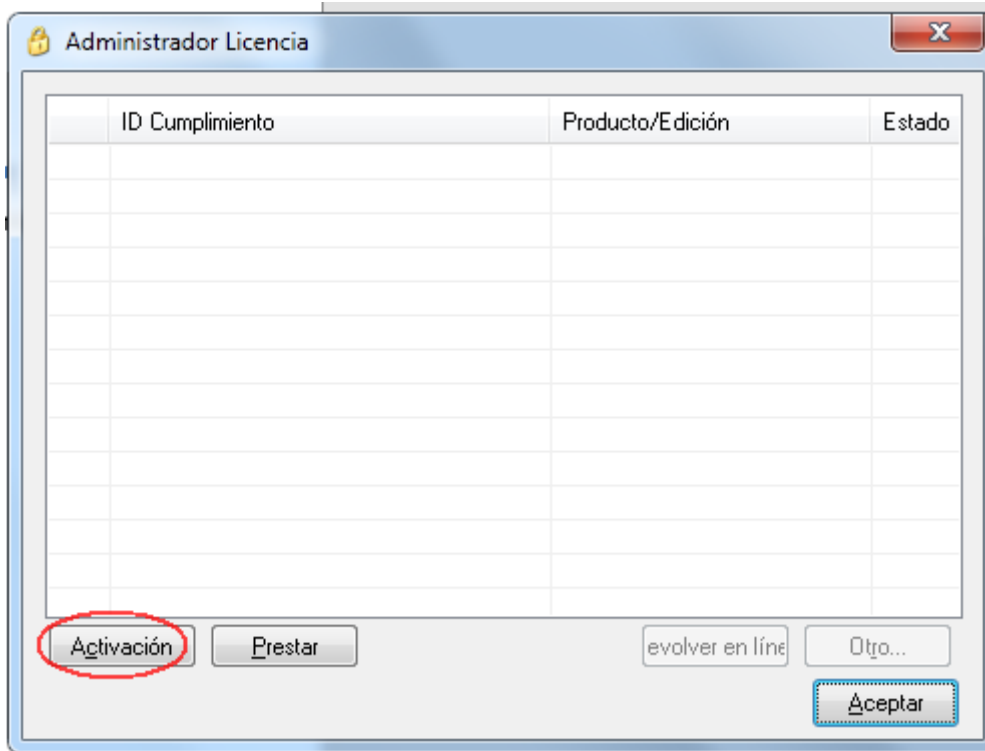 Administrador Licencia
ID Cumplimiento Producto/Edición Estado
Activación Prestar evolver en líne Otro...
Aceptar